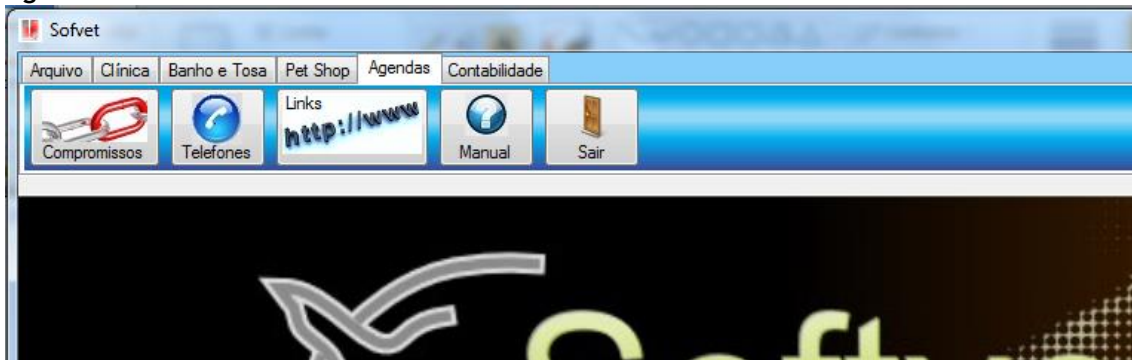 Sofvet
Arquivo Clínica Banho e Tosa Pet Shop Agendas Contabilidade
Compromissos Telefones Links http://www Manual Sair